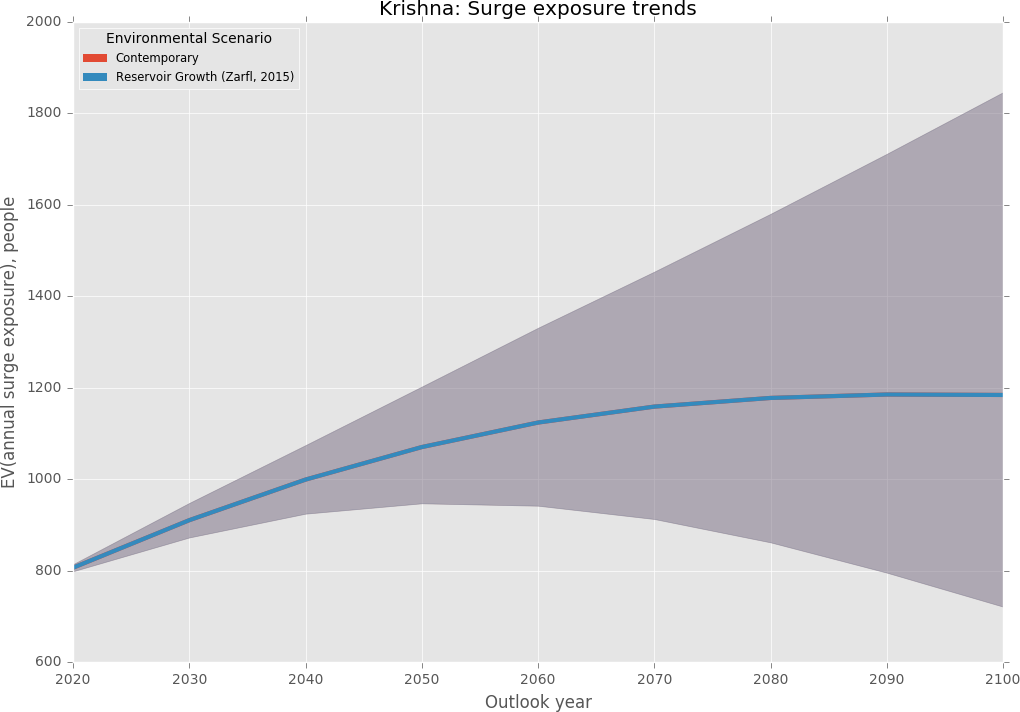 Krishna: Surge exposure trends
2000
1800
1600
1400
1200
1000
800
600
EV(annual surge exposure), people
Environmental Scenario
Contemporary
Reservoir Growth (Zarfl, 2015)
2020 2030 2040 2050 2060 2070 2080 2090 2100
Outlook year